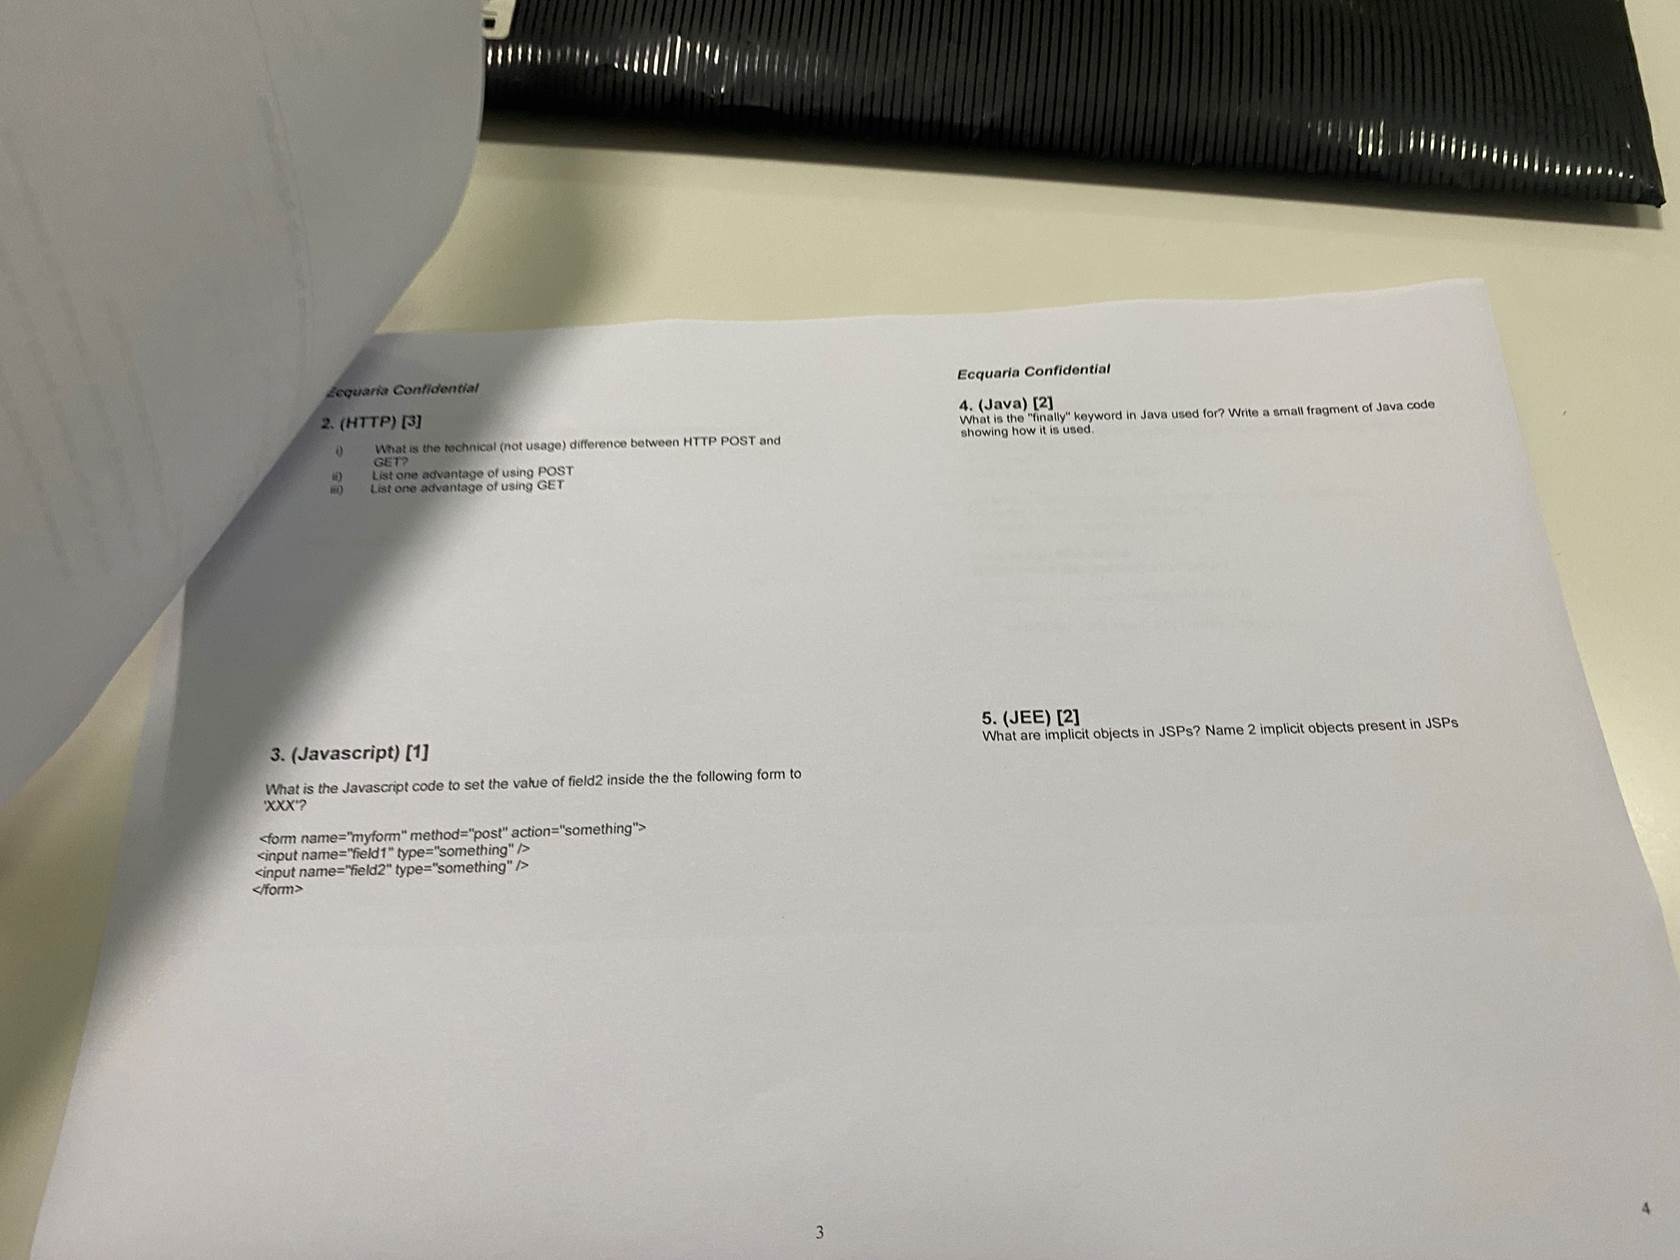 Ecquaria Confidential
2. (HTTP) [3]
i) What is the technical (not usage) difference between HTTP POST and
GET?
ii) List one advantage of using POST
iii) List one advantage of using GET
3. (Javascript) [1]
What is the Javascript code to set the value of field2 inside the the following form to
'XXX'?
<form name="myform" method="post" action="something">
<input name="field1" type="something" />
<input name="field2" type="something" />
</form>
3
Ecquaria Confidential
4. (Java) [2]
What is the "finally" keyword in Java used for? Write a small fragment of Java code
showing how it is used.
5. (JEE) [2]
What are implicit objects in JSPs? Name 2 implicit objects present in JSPs
4